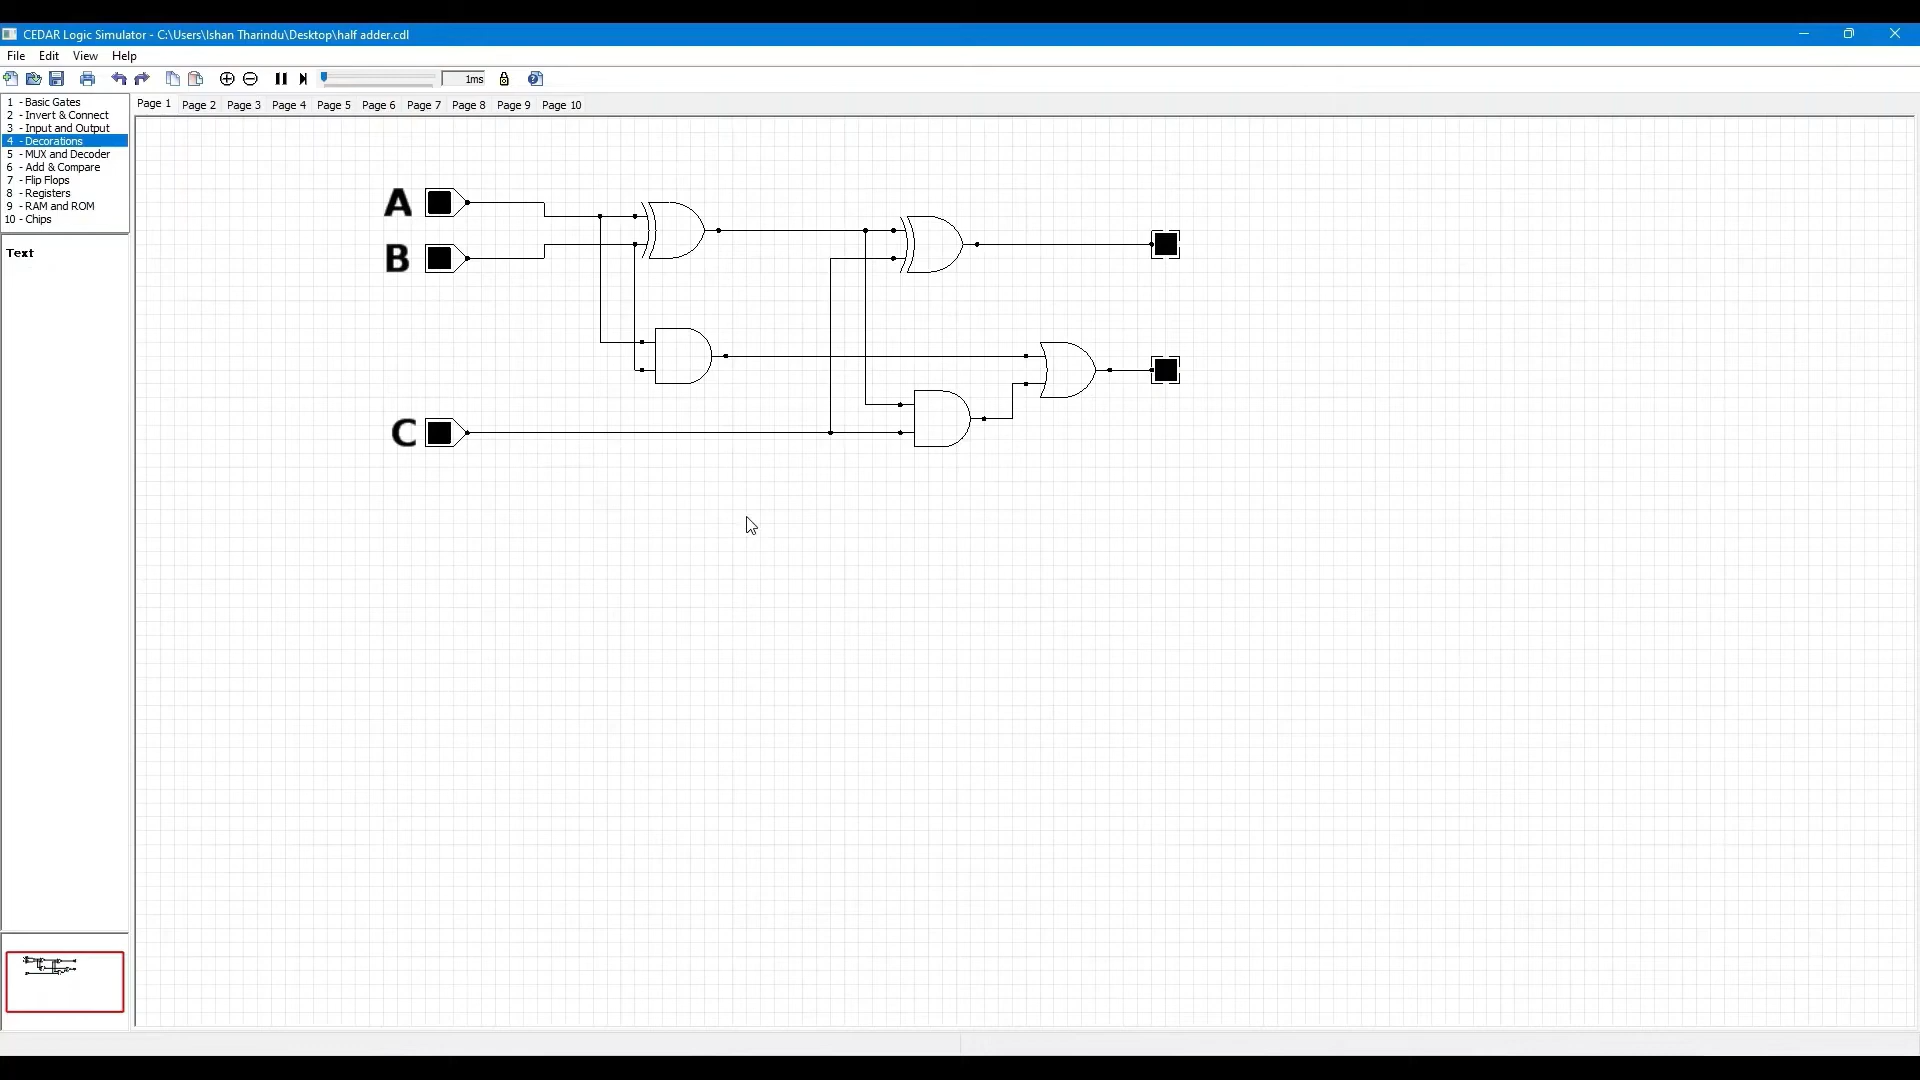 CEDAR Logic Simulator - C:\Users\Ishan Tharindu\Desktop\half adder.cdl
File Edit View Help
1ms
1 - Basic Gates
2 - Invert & Connect
3 - Input and Output
4 - Decorations
5 - MUX and Decoder
6 - Add & Compare
7 - Flip Flops
8 - Registers
9 - RAM and ROM
10 - Chips
Page 1 Page 2 Page 3 Page 4 Page 5 Page 6 Page 7 Page 8 Page 9 Page 10
Text
A
B
C